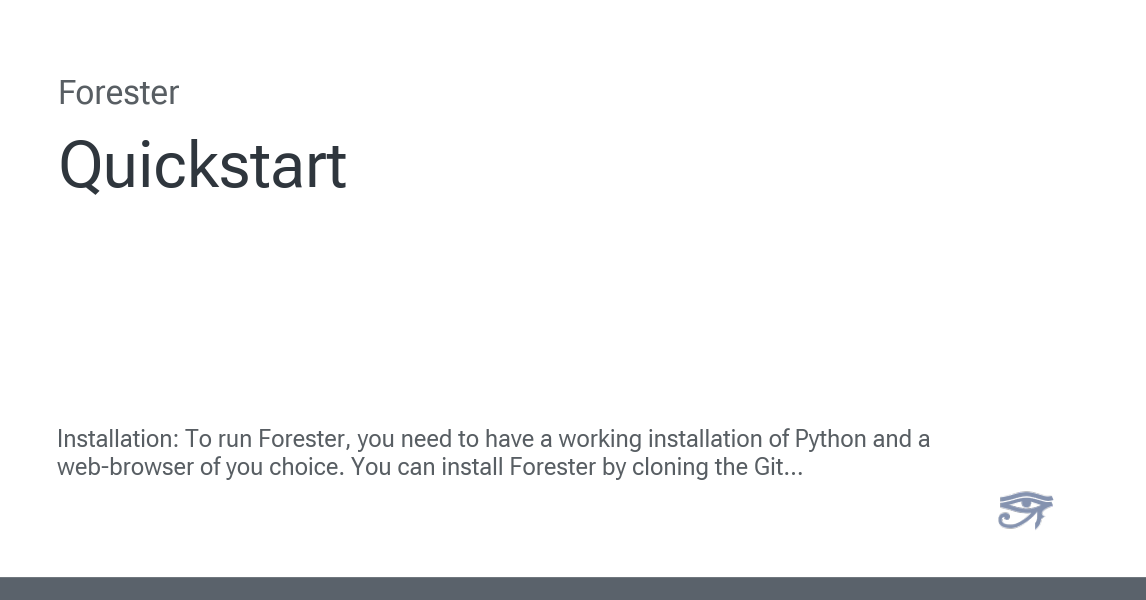 Forester
Quickstart
Installation: To run Forester, you need to have a working installation of Python and a
web-browser of you choice. You can install Forester by cloning the Git...